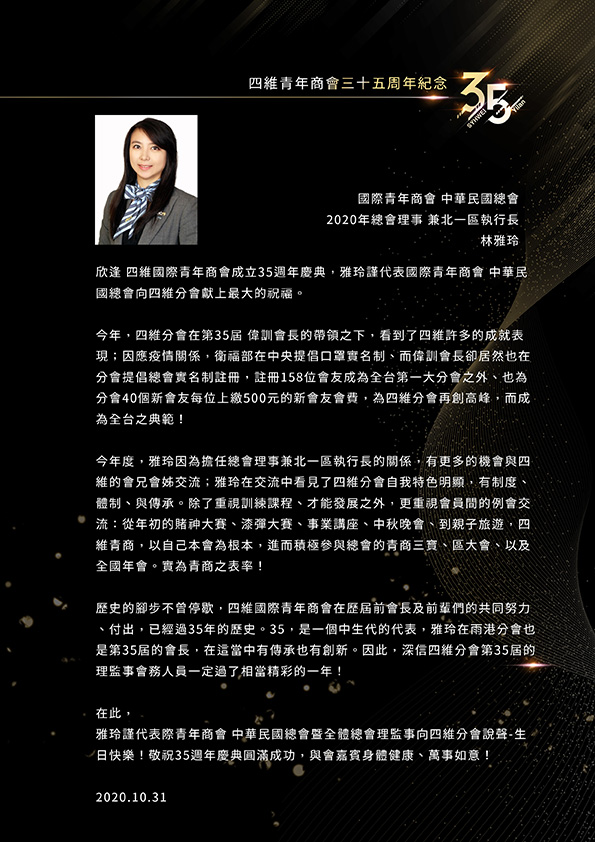 四維青年商會三十五周年紀念
35
SYHWEI
Titan
國際青年商會 中華民國總會
2020年總會理事 兼北一區執行長
林雅玲
欣逢 四維國際青年商會成立35週年慶典，雅玲謹代表國際青年商會 中華民
國總會向四維分會獻上最大的祝福。
今年，四維分會在第35屆 偉訓會長的帶領之下，看到了四維許多的成就表
現；因應疫情關係，衛福部在中央提倡口罩實名制、而偉訓會長卻居然也在
分會提倡總會實名制註冊，註冊158位會友成為全台第一大分會之外、也為
分會40個新會友每位上繳500元的新會友會費，為四維分會再創高峰，而成
為全台之典範！
今年度，雅玲因為擔任總會理事兼北一區執行長的關係，有更多的機會與四
維的會兄會姊交流；雅玲在交流中看見了四維分會自我特色明顯，有制度、
體制、與傳承。除了重視訓練課程、才能發展之外，更重視會員間的例會交
流：從年初的賭神大賽、漆彈大賽、事業講座、中秋晚會、到親子旅遊，四
維青商，以自己本會為根本，進而積極參與總會的青商三寶、區大會、以及
全國年會。實為青商之表率！
歷史的腳步不曾停歇，四維國際青年商會在歷屆前會長及前輩們的共同努力
、付出，已經過35年的歷史。35，是一個中生代的代表，雅玲在雨港分會也
是第35屆的會長，在這當中有傳承也有創新。因此，深信四維分會第35屆的
理監事會務人員一定過了相當精彩的一年！
在此，
雅玲謹代表際青年商會 中華民國總會暨全體總會理監事向四維分會說聲-生
日快樂！敬祝35週年慶典圓滿成功，與會嘉賓身體健康、萬事如意！
2020.10.31